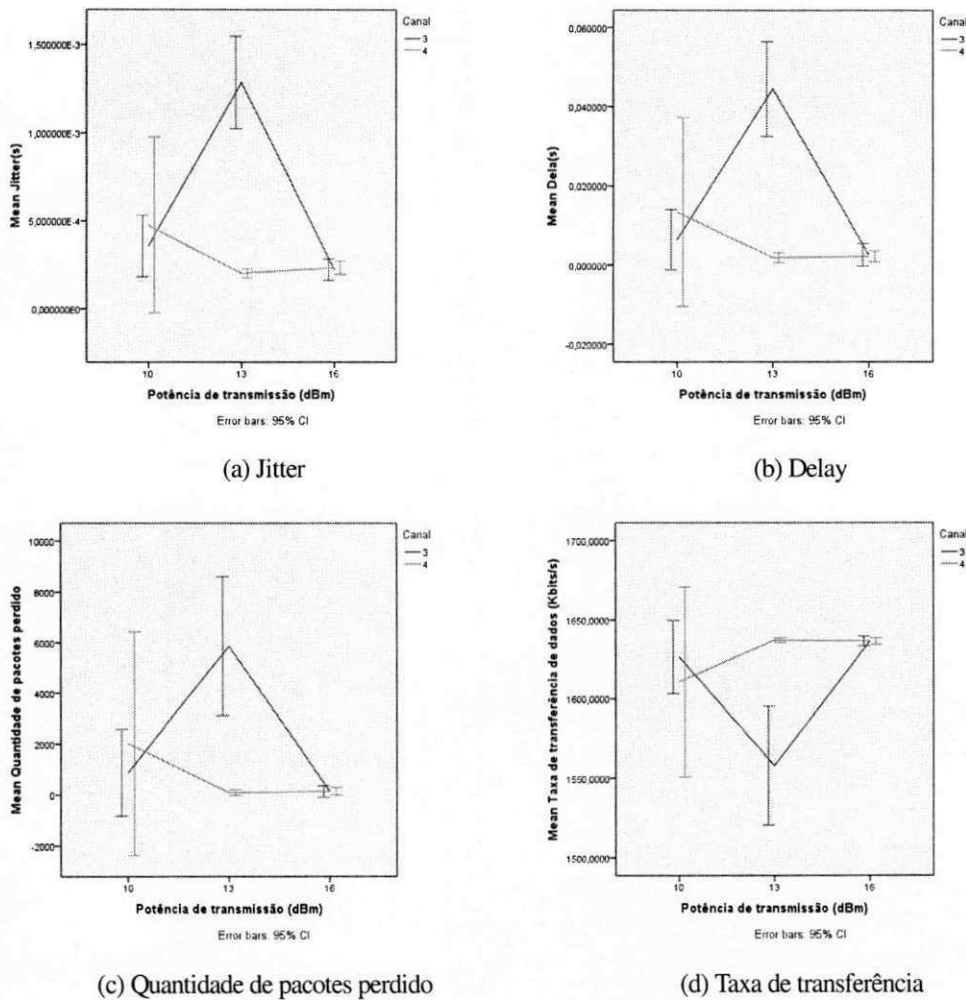 Canal
3
4
1,500000E-3
1,000000E-3
5,000000E-4
0,000000E0
Mean Jitter(s)
10
13
16
Potência de transmissão (dBm)
Error bars: 95% CI
(a) Jitter
Canal
3
4
0,060000
0,040000
0,020000
0,000000
-0,020000
Mean Dela(s)
10
13
16
Potência de transmissão (dBm)
Error bars: 95% CI
(b) Delay
Canal
3
4
10000
8000
6000
4000
2000
0
-2000
Mean Quantidade de pacotes perdido
10
13
16
Potência de transmissão (dBm)
Error bars: 95% CI
(c) Quantidade de pacotes perdido
Canal
3
4
1700,0000
1650,0000
1600,0000
1550,0000
1500,0000
Mean Taxa de transferência de dados (Kbits/s)
10
13
16
Potência de transmissão (dBm)
Error bars: 95% CI
(d) Taxa de transferência